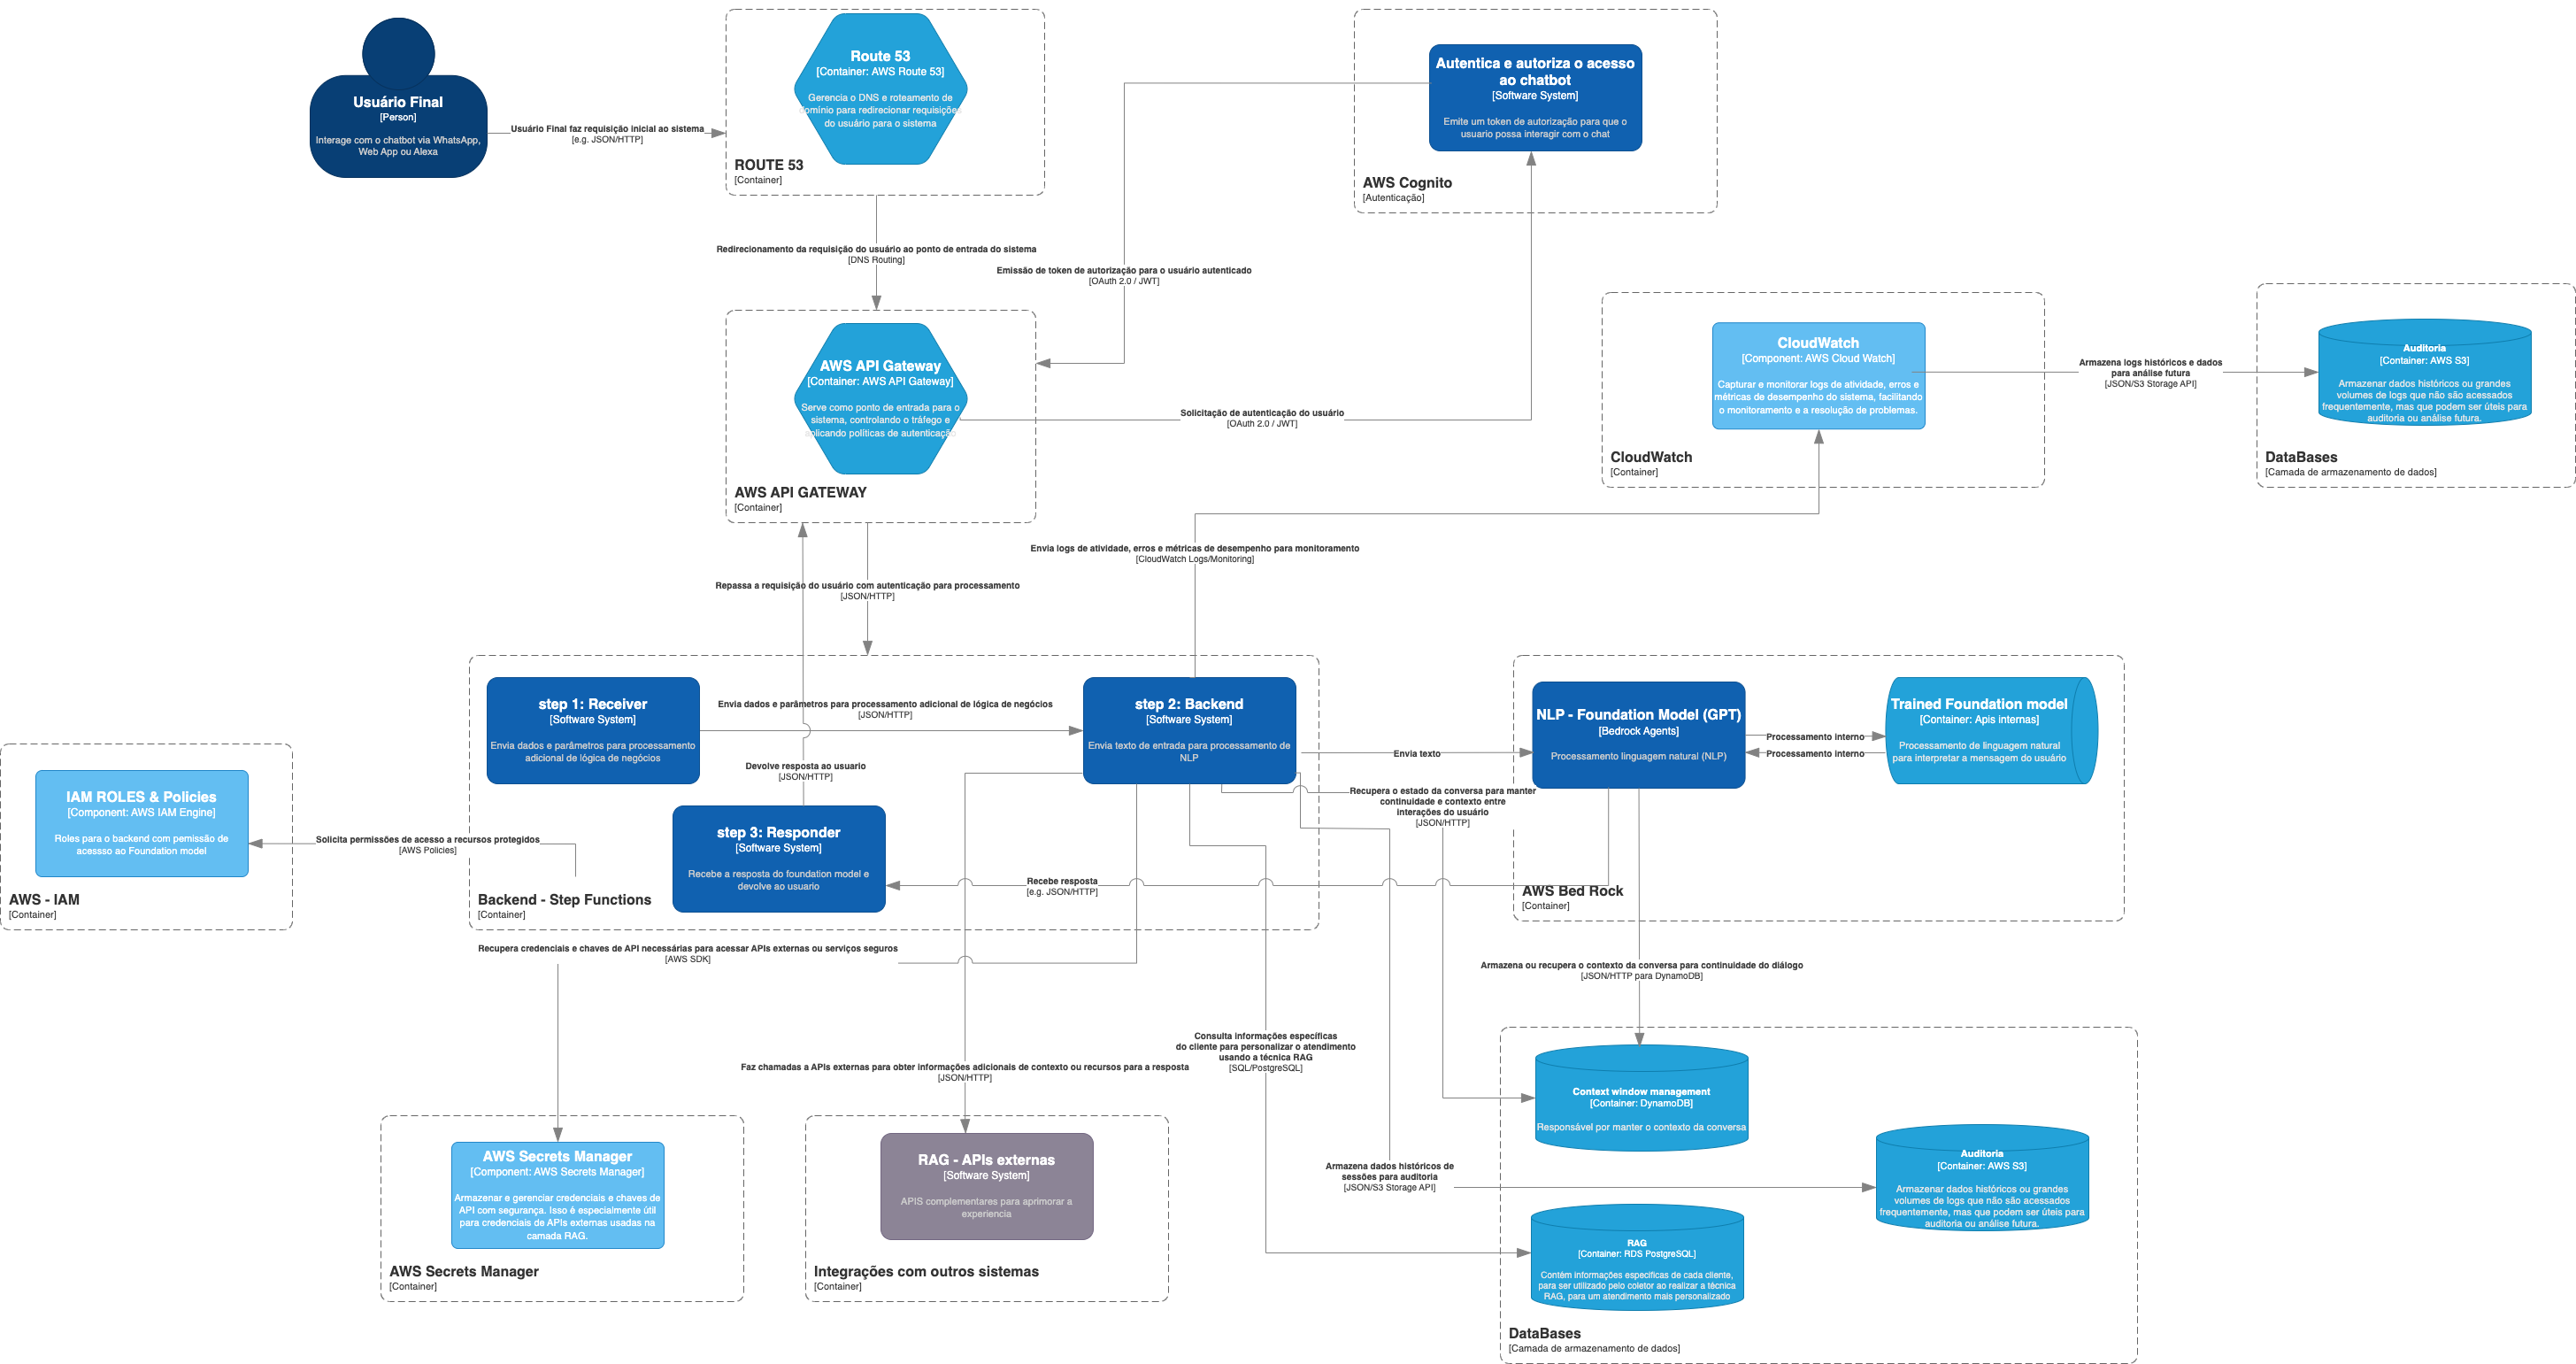 Usuário Final
[Person]
Interage com o chatbot via WhatsApp,
Web App ou Alexa
Usuário Final faz requisição inicial ao sistema
[e.g. JSON/HTTP]
Route 53
[Container: AWS Route 53]
Gerencia o DNS e roteamento de
domínio para redirecionar requisições
do usuário para o sistema
ROUTE 53
[Container]
Autentica e autoriza o acesso
ao chatbot
[Software System]
Emite um token de autorização para que o
usuario possa interagir com o chat
AWS Cognito
[Autenticação]
Redirecionamento da requisição do usuário ao ponto de entrada do sistema
[DNS Routing]
Emissão de token de autorização para o usuário autenticado
[OAuth 2.0 / JWT]
AWS API Gateway
[Container: AWS API Gateway]
Serve como ponto de entrada para o
sistema, controlando o tráfego e
aplicando políticas de autenticação
AWS API GATEWAY
[Container]
Solicitação de autenticação do usuário
[OAuth 2.0 / JWT]
CloudWatch
[Component: AWS Cloud Watch]
Capturar e monitorar logs de atividade, erros e
métricas de desempenho do sistema, facilitando
o monitoramento e a resolução de problemas.
CloudWatch
[Container]
Armazena logs históricos e dados
para análise futura
[JSON/S3 Storage API]
Auditoria
[Container: AWS S3]
Armazenar dados históricos ou grandes
volumes de logs que não são acessados
frequentemente, mas que podem ser úteis para
auditoria ou análise futura.
DataBases
[Camada de armazenamento de dados]
Envia logs de atividade, erros e métricas de desempenho para monitoramento
[CloudWatch Logs/Monitoring]
Repassa a requisição do usuário com autenticação para processamento
[JSON/HTTP]
step 1: Receiver
[Software System]
Envia dados e parâmetros para processamento
adicional de lógica de negócios
Envia dados e parâmetros para processamento adicional de lógica de negócios
[JSON/HTTP]
step 2: Backend
[Software System]
Envia texto de entrada para processamento de
NLP
Devolve resposta ao usuario
[JSON/HTTP]
step 3: Responder
[Software System]
Recebe a resposta do foundation model e
devolve ao usuario
Backend - Step Functions
[Container]
Envia texto
NLP - Foundation Model (GPT)
[Bedrock Agents]
Processamento linguagem natural (NLP)
Processamento interno
Processamento interno
Trained Foundation model
[Container: Apis internas]
Processamento de linguagem natural
para interpretar a mensagem do usuário
AWS Bed Rock
[Container]
IAM ROLES & Policies
[Component: AWS IAM Engine]
Roles para o backend com pemissão de
acessso ao Foundation model
AWS - IAM
[Container]
Solicita permissões de acesso a recursos protegidos
[AWS Policies]
Recupera o estado da conversa para manter
continuidade e contexto entre
interações do usuário
[JSON/HTTP]
Recebe resposta
[e.g. JSON/HTTP]
Recupera credenciais e chaves de API necessárias para acessar APIs externas ou serviços seguros
[AWS SDK]
Armazena ou recupera o contexto da conversa para continuidade do diálogo
[JSON/HTTP para DynamoDB]
Consulta informações específicas
do cliente para personalizar o atendimento
usando a técnica RAG
[SQL/PostgreSQL]
Faz chamadas a APIs externas para obter informações adicionais de contexto ou recursos para a resposta
[JSON/HTTP]
AWS Secrets Manager
[Component: AWS Secrets Manager]
Armazenar e gerenciar credenciais e chaves de
API com segurança. Isso é especialmente útil
para credenciais de APIs externas usadas na
camada RAG.
AWS Secrets Manager
[Container]
RAG - APIs externas
[Software System]
APIS complementares para aprimorar a
experiencia
Integrações com outros sistemas
[Container]
Context window management
[Container: DynamoDB]
Responsável por manter o contexto da conversa
Armazena dados históricos de
sessões para auditoria
[JSON/S3 Storage API]
Auditoria
[Container: AWS S3]
Armazenar dados históricos ou grandes
volumes de logs que não são acessados
frequentemente, mas que podem ser úteis para
auditoria ou análise futura.
RAG
[Container: RDS PostgreSQL]
Contém informações específicas de cada cliente,
para ser utilizado pelo coletor ao realizar a técnica
RAG, para um atendimento mais personalizado
DataBases
[Camada de armazenamento de dados]